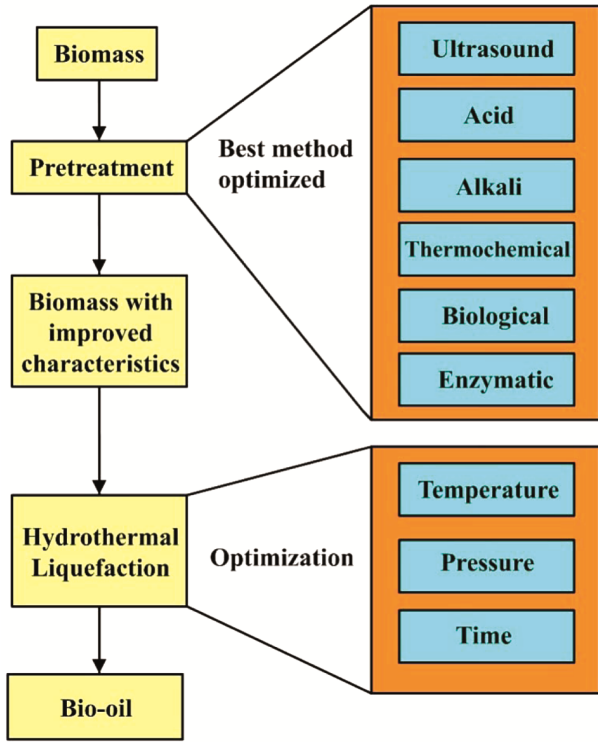 Biomass
Pretreatment
Biomass with
improved
characteristics
Hydrothermal
Liquefaction
Bio-oil
Best method
optimized
Ultrasound
Acid
Alkali
Thermochemical
Biological
Enzymatic
Optimization
Temperature
Pressure
Time